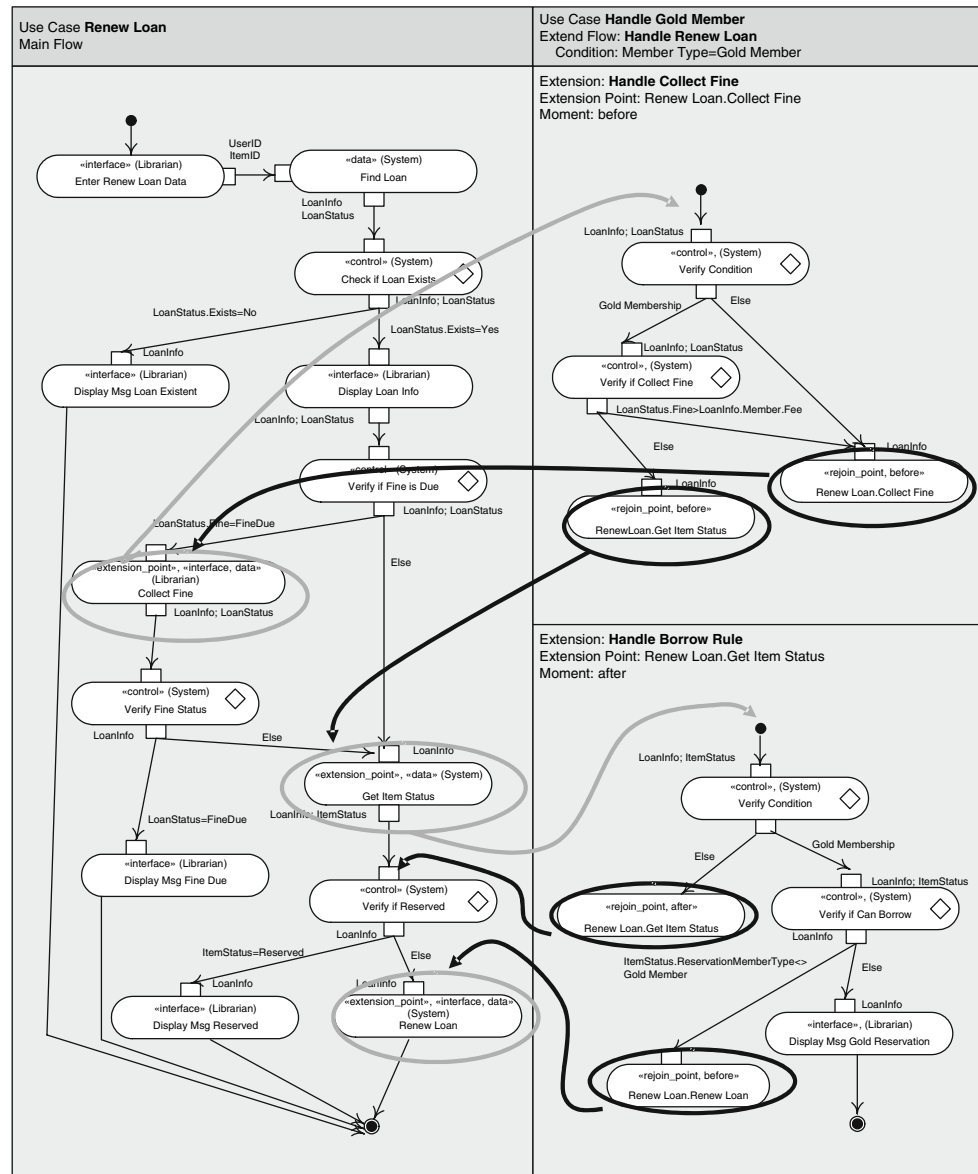 Use Case Renew Loan
Main Flow
Use Case Handle Gold Member
Extend Flow: Handle Renew Loan
Condition: Member Type=Gold Member
UserID
ItemID
«interface» (Librarian)
Enter Renew Loan Data
«data» (System)
Find Loan
LoanInfo
LoanStatus
«control» (System)
Check if Loan Exists
LoanInfo; LoanStatus
LoanStatus.Exists=No
LoanStatus.Exists=Yes
LoanInfo
«interface» (Librarian)
Display Msg Loan Existent
«interface» (Librarian)
Display Loan Info
LoanInfo; LoanStatus
«control» (System)
Verify if Fine is Due
LoanInfo; LoanStatus
LoanStatus.Fine=FineDue
Else
«extension_point», «interface, data»
(Librarian)
Collect Fine
LoanInfo; LoanStatus
«control» (System)
Verify Fine Status
LoanInfo
Else
LoanInfo
«extension_point», «data» (System)
Get Item Status
LoanInfo; ItemStatus
LoanStatus=FineDue
«interface» (Librarian)
Display Msg Fine Due
«control» (System)
Verify if Reserved
LoanInfo
ItemStatus=Reserved
Else
LoanInfo
LoanInfo
«interface» (Librarian)
Display Msg Reserved
«extension_point», «interface, data»
(System)
Renew Loan
Extension: Handle Collect Fine
Extension Point: Renew Loan.Collect Fine
Moment: before
LoanInfo; LoanStatus
«control», (System)
Verify Condition
Gold Membership
Else
LoanInfo; LoanStatus
«control», (System)
Verify if Collect Fine
LoanStatus.Fine>LoanInfo.Member.Fee
Else
LoanInfo
«rejoin_point, before»
Renew Loan.Collect Fine
LoanInfo
«rejoin_point, before»
RenewLoan.Get Item Status
Extension: Handle Borrow Rule
Extension Point: Renew Loan.Get Item Status
Moment: after
LoanInfo; ItemStatus
«control», (System)
Verify Condition
Else
Gold Membership
LoanInfo; ItemStatus
«rejoin_point, after»
Renew Loan.Get Item Status
«control», (System)
Verify if Can Borrow
LoanInfo
ItemStatus.ReservationMemberType<>
Gold Member
Else
LoanInfo
«interface», (Librarian)
Display Msg Gold Reservation
«rejoin_point, before»
Renew Loan.Renew Loan